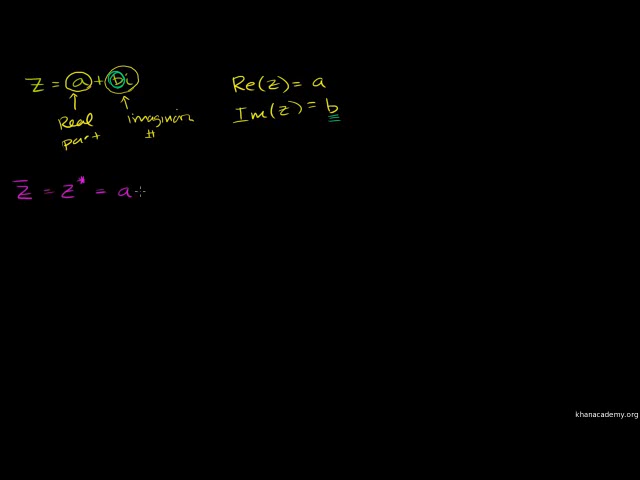 z = a + bi
Re(z) = a
Im(z) = b
Real
part
#
z̅ = z* = a
khanacademy.org